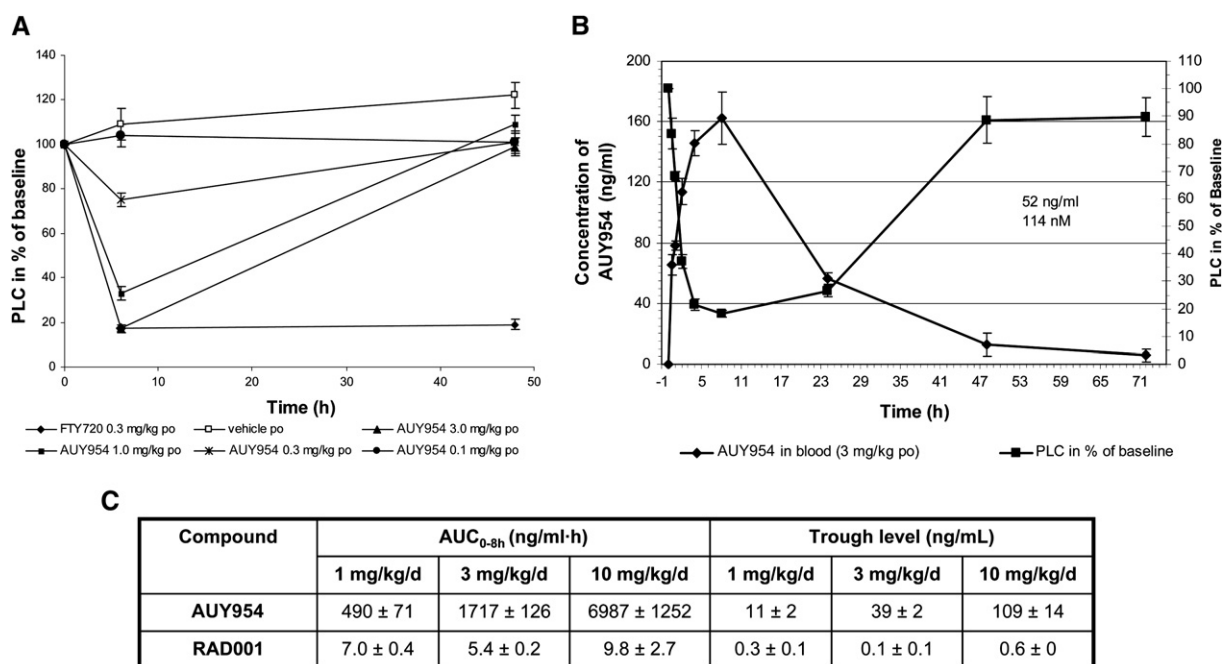 A
B
140
120
100
80
60
40
20
0
PLC in % of baseline
0 10 20 30 40 50
Time (h)
FTY720 0.3 mg/kg po vehicle po AUY954 3.0 mg/kg po
AUY954 1.0 mg/kg po AUY954 0.3 mg/kg po AUY954 0.1 mg/kg po
200
160
120
80
40
0
Concentration of
AUY954 (ng/ml)
52 ng/ml
114 nM
110
100
90
80
70
60
50
40
30
20
10
0
PLC in % of Baseline
-1 5 11 17 23 29 35 41 47 53 59 65 71
Time (h)
AUY954 in blood (3 mg/kg po) PLC in % of baseline
C
Compound AUC0-8h (ng/ml·h) Trough level (ng/mL)
1 mg/kg/d 3 mg/kg/d 10 mg/kg/d 1 mg/kg/d 3 mg/kg/d 10 mg/kg/d
AUY954 490 ± 71 1717 ± 126 6987 ± 1252 11 ± 2 39 ± 2 109 ± 14
RAD001 7.0 ± 0.4 5.4 ± 0.2 9.8 ± 2.7 0.3 ± 0.1 0.1 ± 0.1 0.6 ± 0